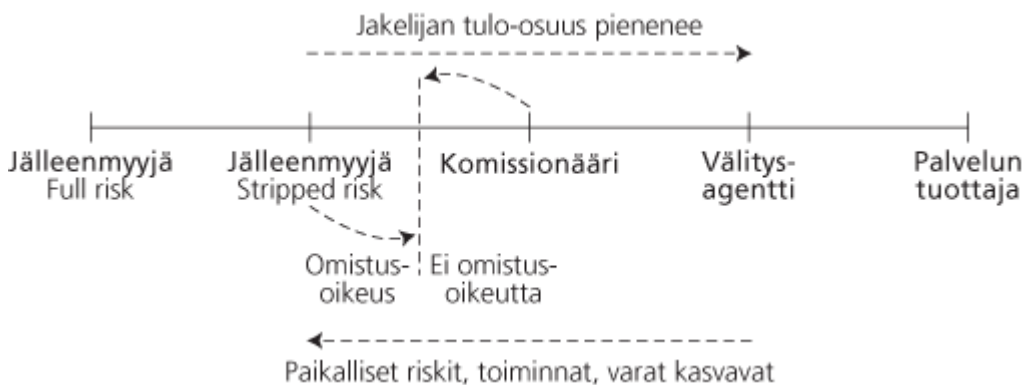 Jakelijan tulo-osuus pienenee
Jälleenmyyjä
Full risk
Jälleenmyyjä
Stripped risk
Komissionääri
Välitys-
agentti
Palvelun
tuottaja
Omistus-
oikeus
Ei omistus-
oikeutta
Paikalliset riskit, toiminnat, varat kasvavat